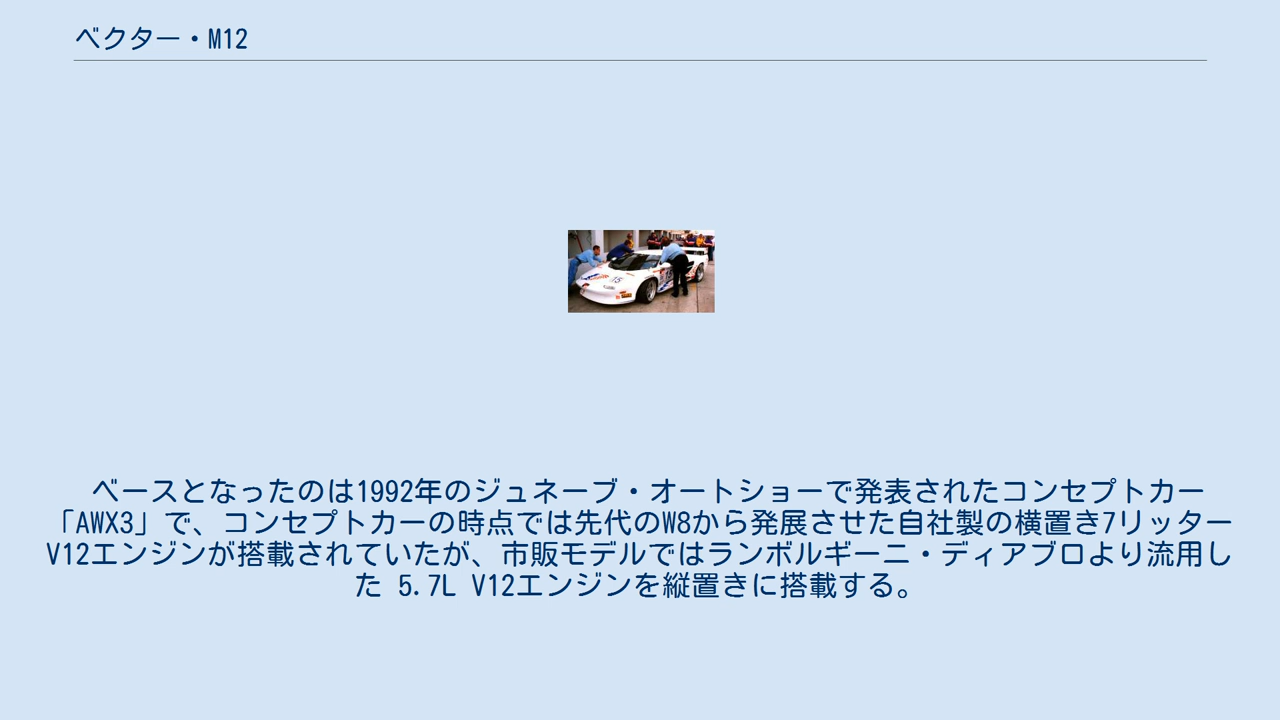 ベクター・M12
ベースとなったのは1992年のジュネーブ・オートショーで発表されたコンセプトカー
「AWX3」で、コンセプトカーの時点では先代のW8から発展させた自社製の横置き7リッター
V12エンジンが搭載されていたが、市販モデルではランボルギーニ・ディアブロより流用し
た 5.7L V12エンジンを縦置きに搭載する。